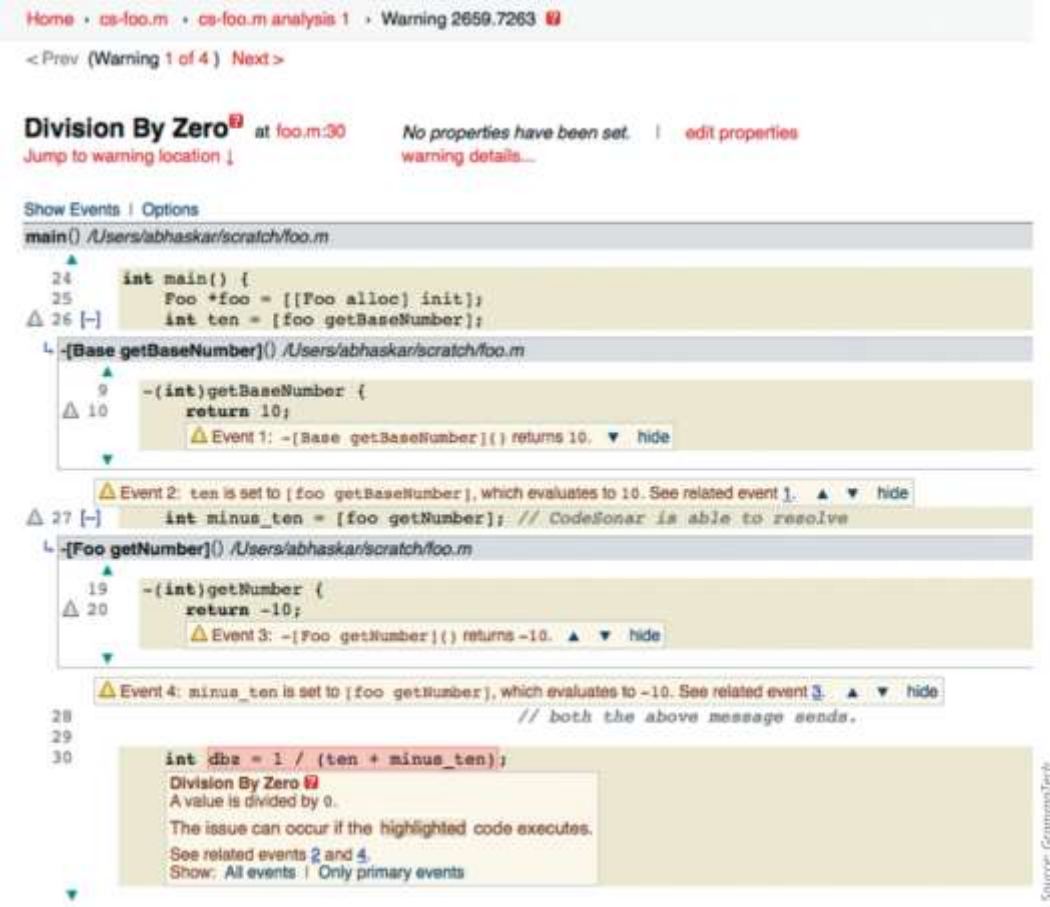 Home • cs-foo.m • cs-foo.m analysis 1 › Warning 2659.7263 ?
< Prev (Warning 1 of 4 ) Next >
Division By Zero? at foo.m:30 No properties have been set. | edit properties
Jump to warning location ↓ warning details...
Show Events | Options
main() /Users/abhaskar/scratch/foo.m
24 int main() {
25 Foo *foo = [[Foo alloc] init];
26 [-] int ten = [foo getBaseNumber];
-[Base getBaseNumber]() /Users/abhaskar/scratch/foo.m
9 -(int)getBaseNumber {
10 return 10;
Event 1: -[Base getBaseNumber]() returns 10. ▼ hide
Event 2: ten is set to [foo getBaseNumber], which evaluates to 10. See related event 1. ▲ ▼ hide
27 [-] int minus_ten = [foo getNumber]; // CodeSonar is able to resolve
-[Foo getNumber]() /Users/abhaskar/scratch/foo.m
19 -(int)getNumber {
20 return -10;
Event 3: -[Foo getNumber]() returns -10. ▲ ▼ hide
Event 4: minus_ten is set to [foo getNumber], which evaluates to -10. See related event 3. ▲ ▼ hide
28 // both the above message sends.
29
30 int dbz = 1 / (ten + minus_ten);
Division By Zero ?
A value is divided by 0.
The issue can occur if the highlighted code executes.
See related events 2 and 4.
Show: All events | Only primary events
Source: GrammaTech